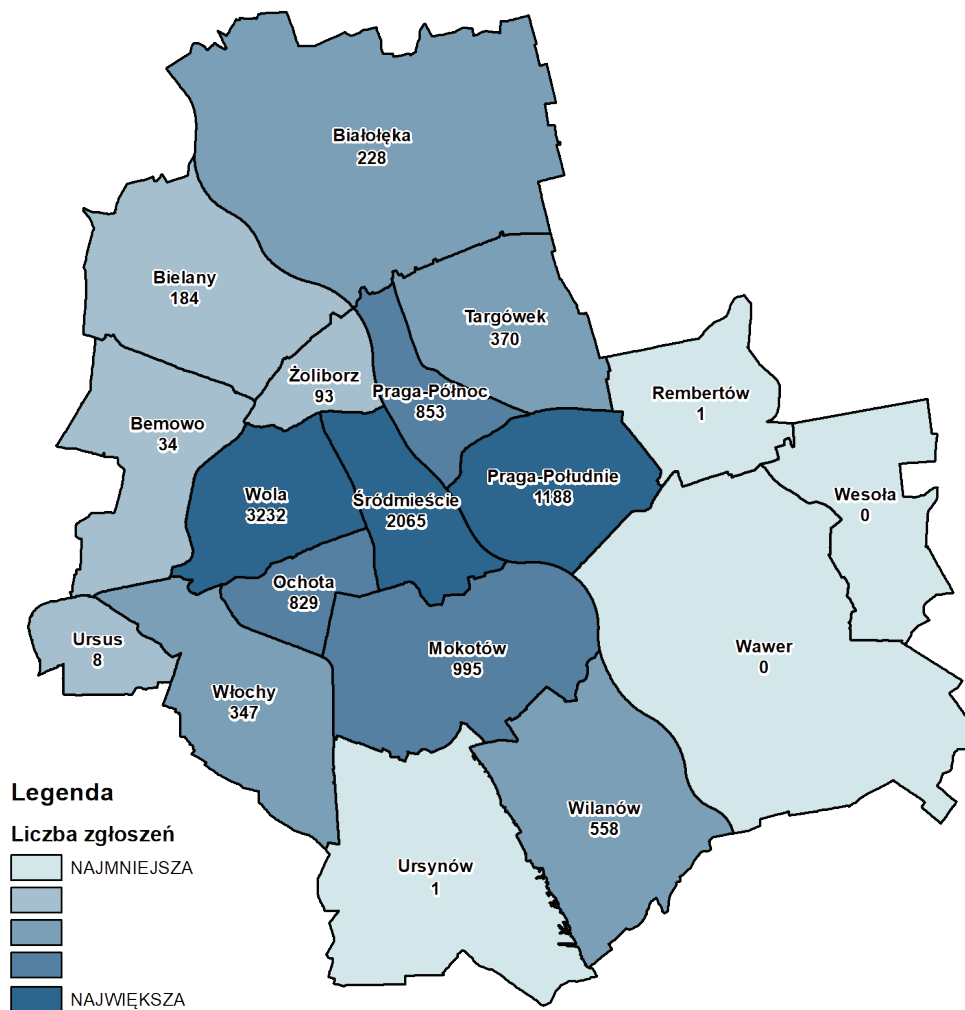 Białołęka
228
Bielany
184
Targówek
370
Żoliborz
93
Praga-Północ
853
Rembertów
1
Bemowo
34
Wola
3232
Śródmieście
2065
Praga-Południe
1188
Wesoła
0
Ochota
829
Ursus
8
Mokotów
995
Wawer
0
Włochy
347
Wilanów
558
Ursynów
1
Legenda
Liczba zgłoszeń
NAJMNIEJSZA
NAJWIĘKSZA